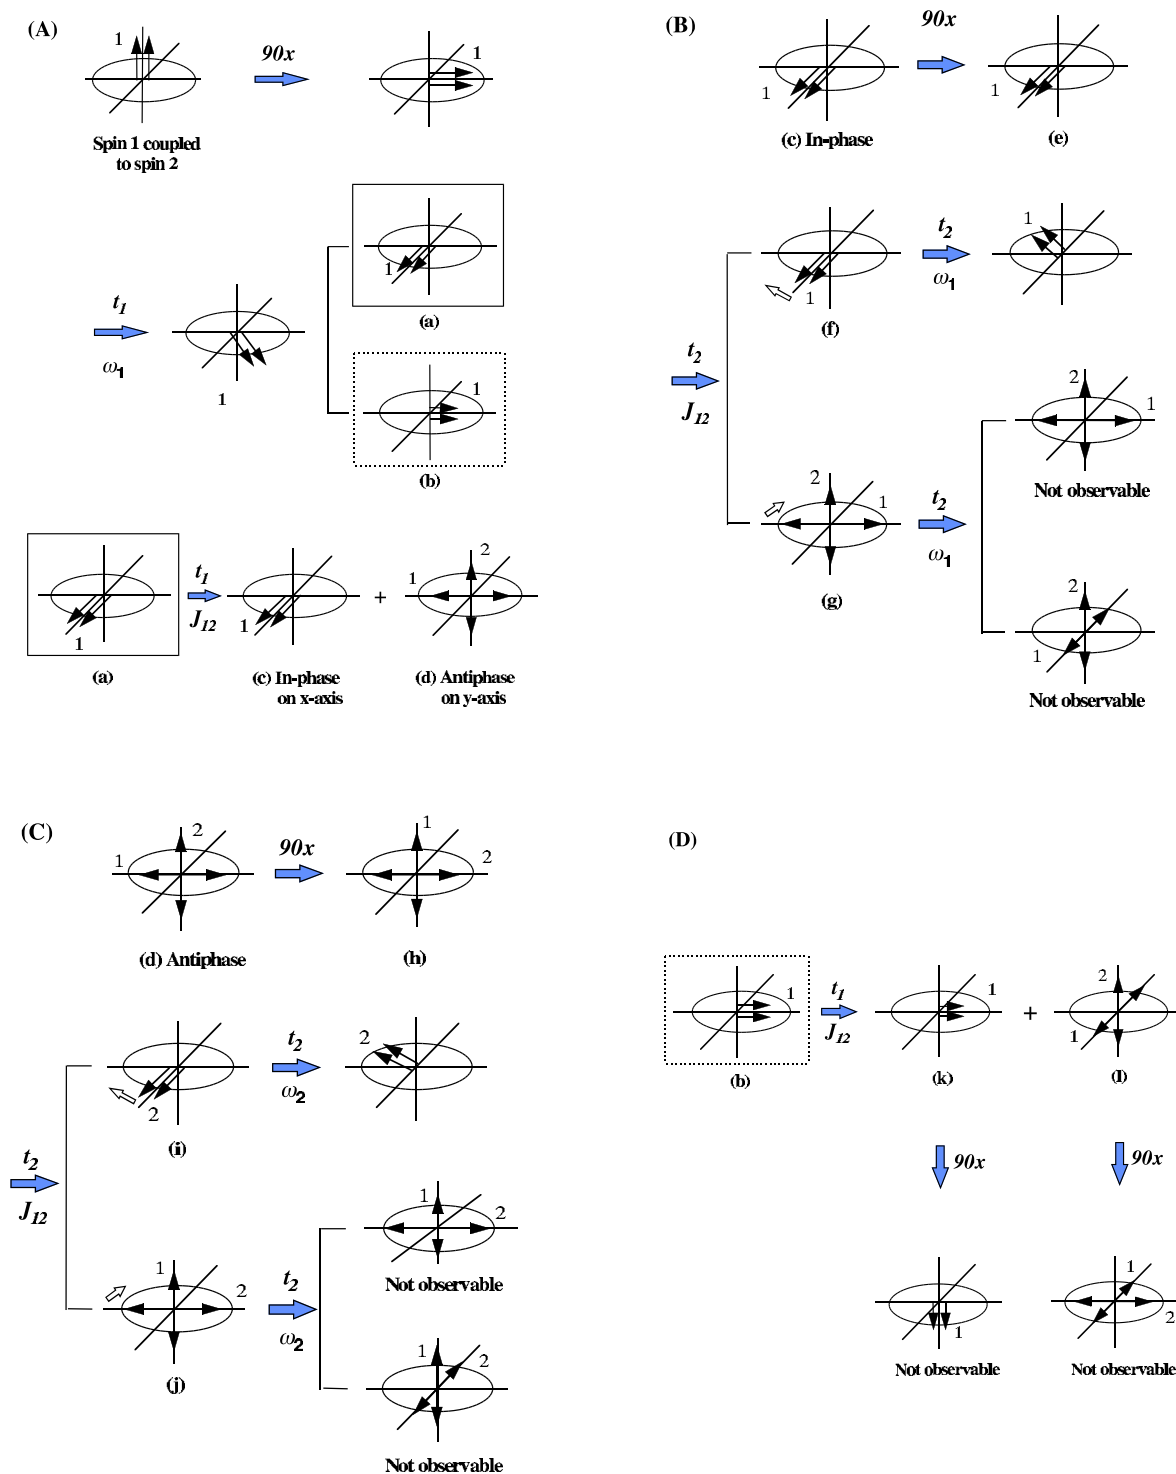 (A)
1
90x
1
Spin 1 coupled
to spin 2
t1
ω1
1
1
(a)
1
(b)
1
(a)
t1
J12
1
(c) In-phase
on x-axis
+
1
2
(d) Antiphase
on y-axis
(B)
1
(c) In-phase
90x
1
(e)
t2
J12
1
(f)
t2
ω1
1
2
1
(g)
t2
ω1
2
1
Not observable
2
1
Not observable
(C)
1
2
(d) Antiphase
90x
1
2
(h)
t2
J12
2
(i)
t2
ω2
2
1
2
(j)
t2
ω2
1
2
Not observable
1
2
Not observable
(D)
1
(b)
t1
J12
1
(k)
+
2
1
(l)
90x
90x
1
Not observable
1
2
Not observable